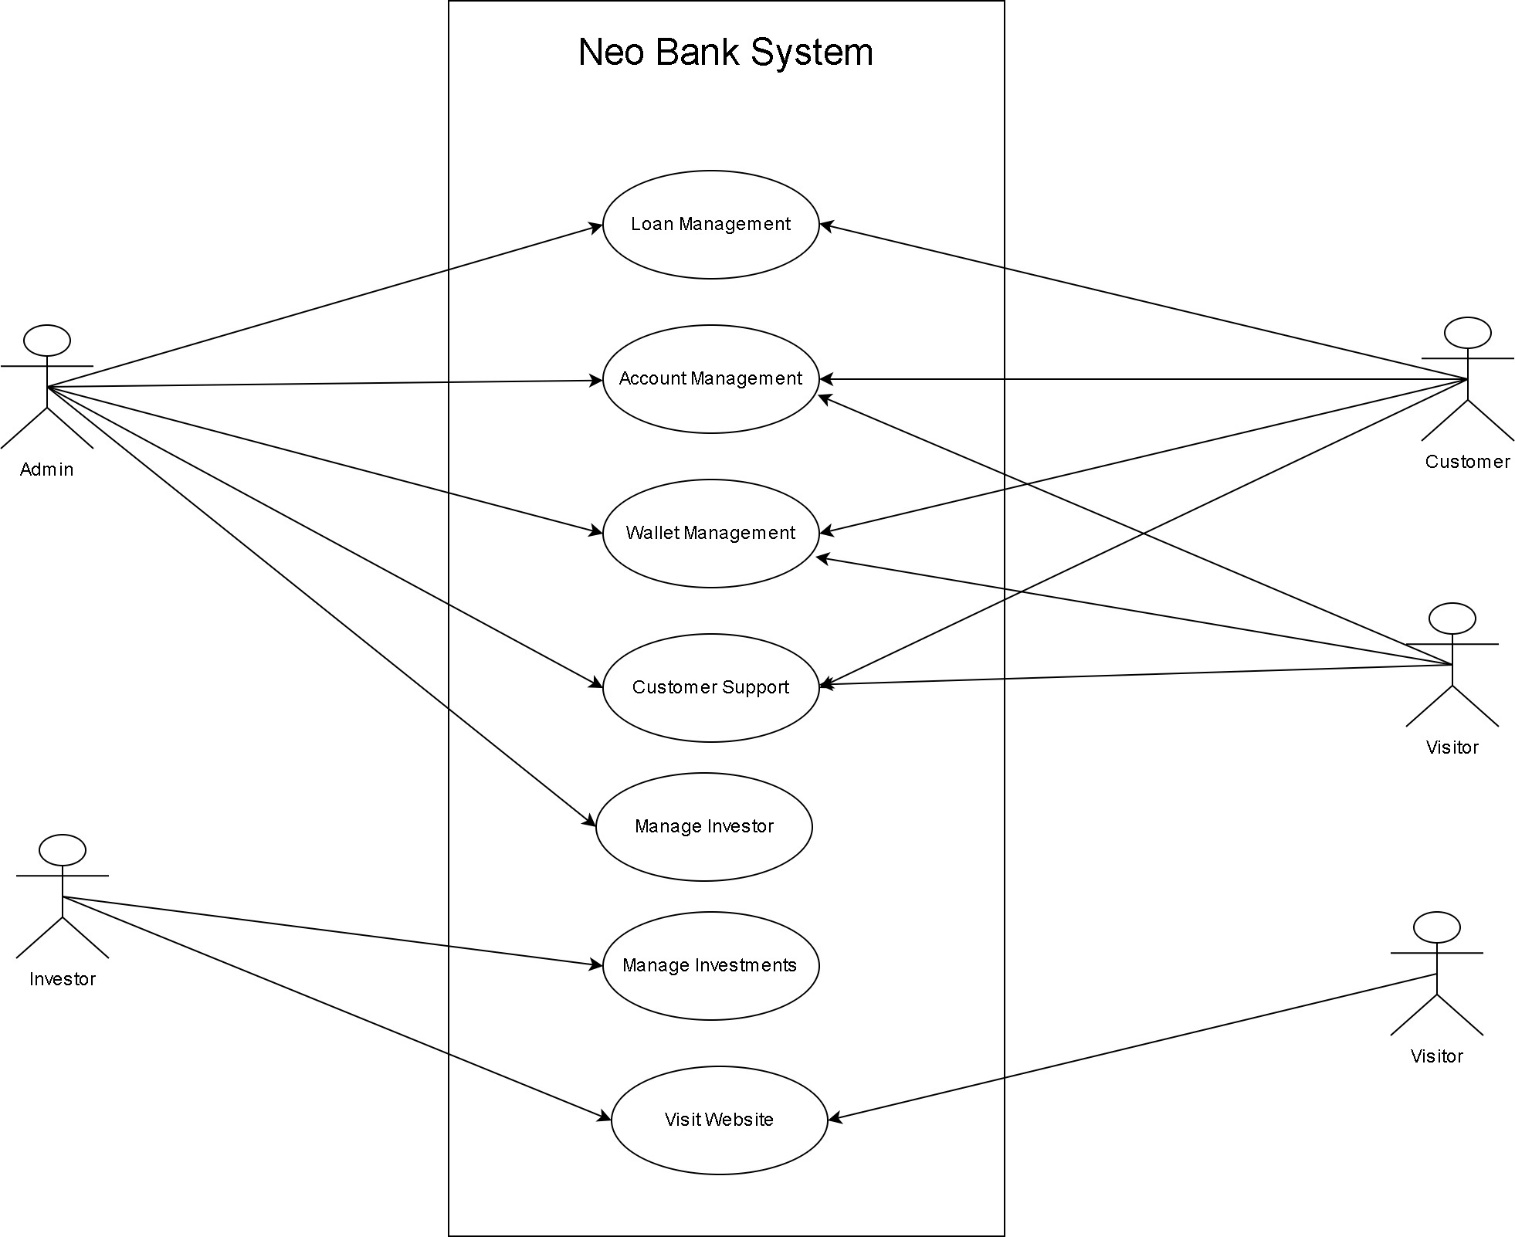 Neo Bank System
Loan Management
Account Management
Admin
Customer
Wallet Management
Customer Support
Visitor
Manage Investor
Investor
Manage Investments
Visitor
Visit Website